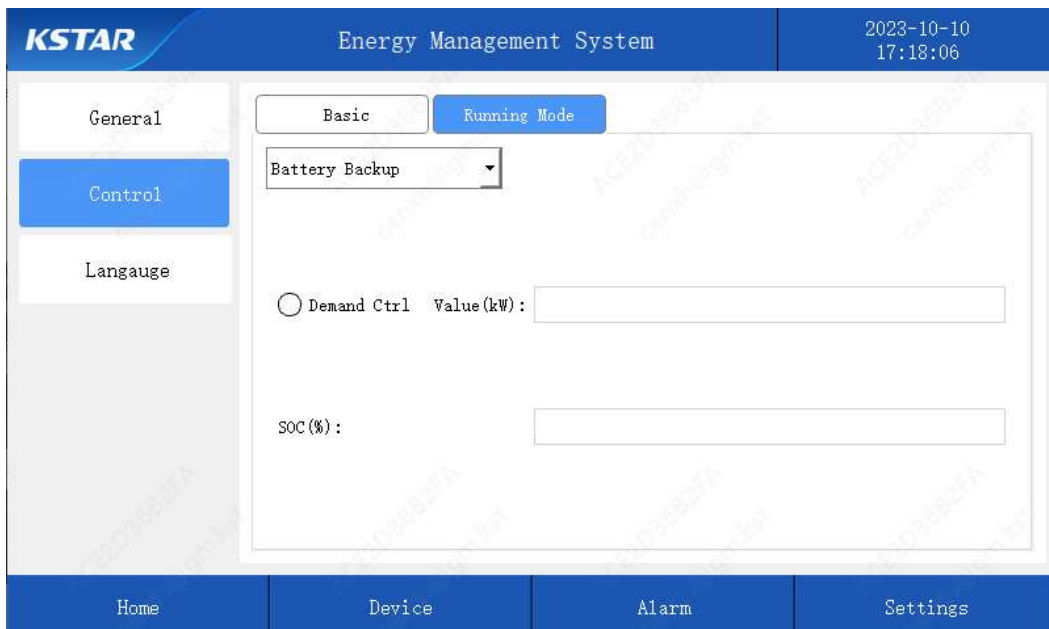 KSTAR
Energy Management System
2023-10-10
17:18:06
General
Control
Langauge
Basic
Running Mode
Battery Backup
Demand Ctrl Value(kW):
SOC(%):
Home
Device
Alarm
Settings